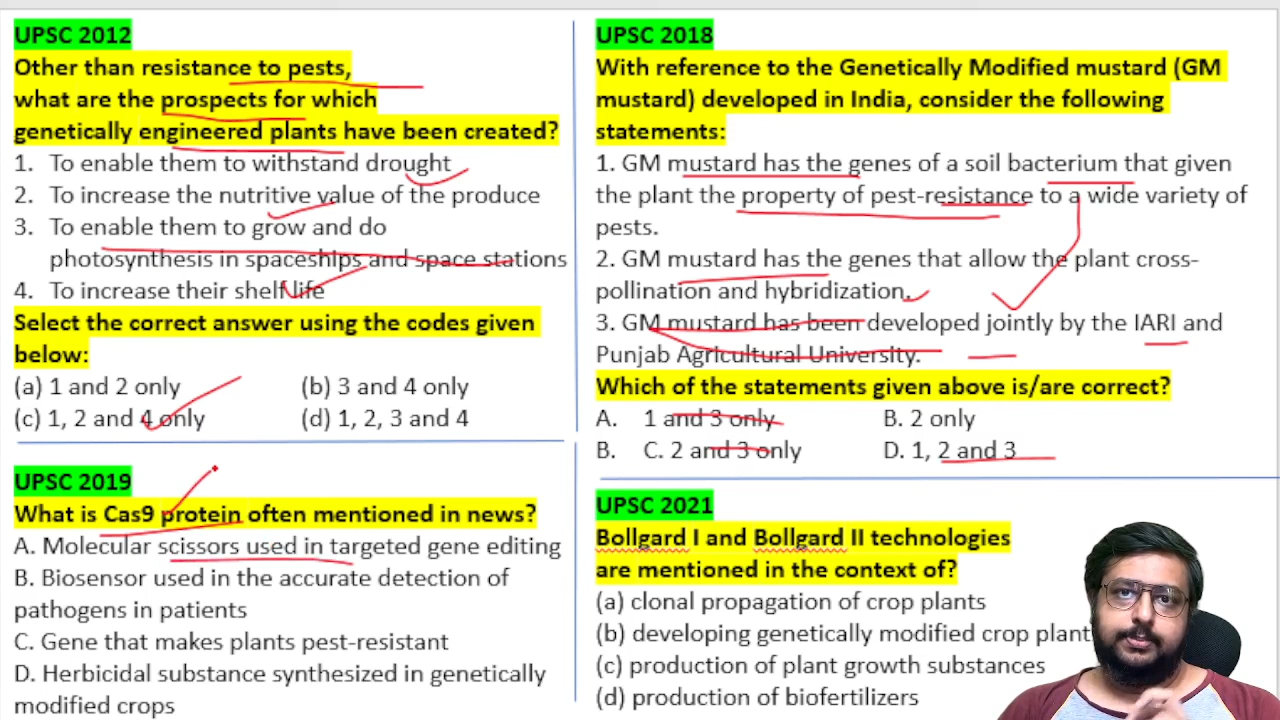 UPSC 2012
Other than resistance to pests,
what are the prospects for which
genetically engineered plants have been created?
1. To enable them to withstand drought
2. To increase the nutritive value of the produce
3. To enable them to grow and do
photosynthesis in spaceships and space stations
4. To increase their shelf life
Select the correct answer using the codes given
below:
(a) 1 and 2 only (b) 3 and 4 only
(c) 1, 2 and 4 only (d) 1, 2, 3 and 4
UPSC 2019
What is Cas9 protein often mentioned in news?
A. Molecular scissors used in targeted gene editing
B. Biosensor used in the accurate detection of
pathogens in patients
C. Gene that makes plants pest-resistant
D. Herbicidal substance synthesized in genetically
modified crops
UPSC 2018
With reference to the Genetically Modified mustard (GM
mustard) developed in India, consider the following
statements:
1. GM mustard has the genes of a soil bacterium that given
the plant the property of pest-resistance to a wide variety of
pests.
2. GM mustard has the genes that allow the plant cross-
pollination and hybridization.
3. GM mustard has been developed jointly by the IARI and
Punjab Agricultural University.
Which of the statements given above is/are correct?
A. 1 and 3 only B. 2 only
B. C. 2 and 3 only D. 1, 2 and 3
UPSC 2021
Bollgard I and Bollgard II technologies
are mentioned in the context of?
(a) clonal propagation of crop plants
(b) developing genetically modified crop plant
(c) production of plant growth substances
(d) production of biofertilizers